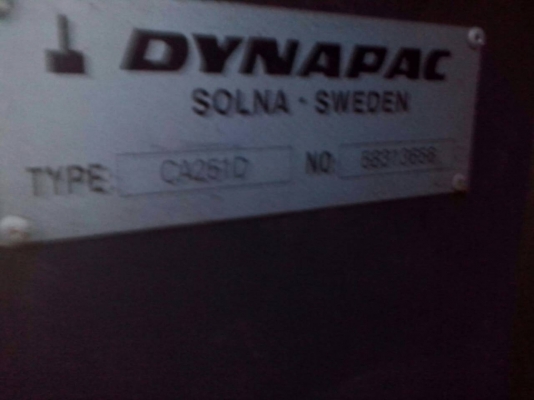 DYNAPAC
SOLNA - SWEDEN
TYPE: CA251D NO: